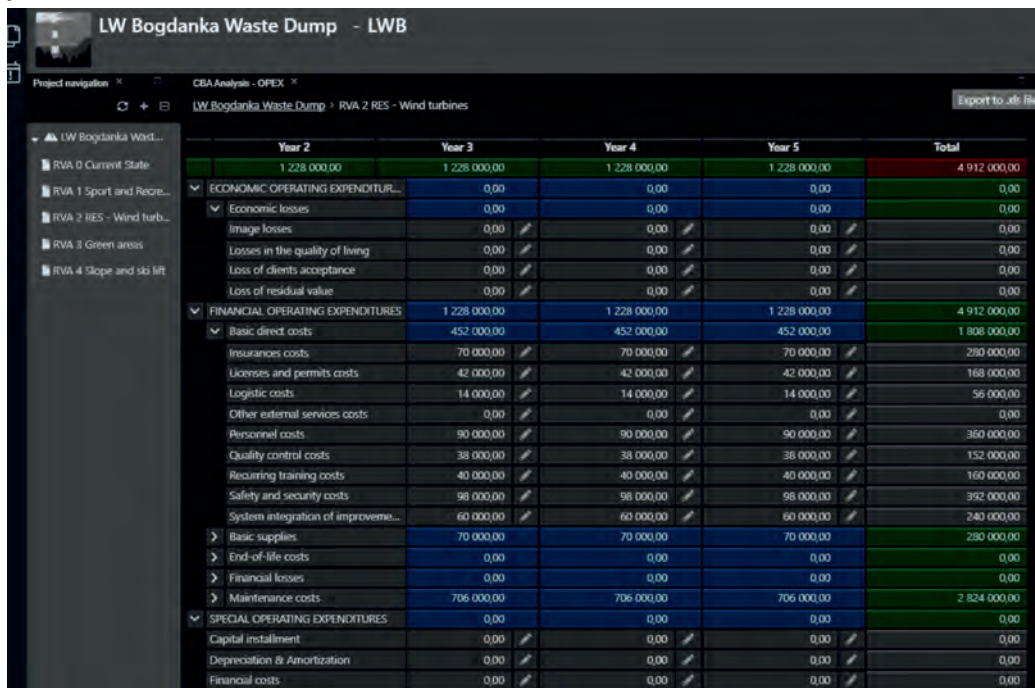 LW Bogdanka Waste Dump - LWB
Project navigation × CBA Analysis - OPEX ×
LW Bogdanka Waste Dump > RVA 2 RES - Wind turbines Export to .xls file
LW Bogdanka Wast...
RVA 0 Current State
RVA 1 Sport and Recre...
RVA 2 RES - Wind turb...
RVA 3 Green areas
RVA 4 Slope and ski lift
Year 2 Year 3 Year 4 Year 5 Total
1 228 000,00 1 228 000,00 1 228 000,00 1 228 000,00 4 912 000,00
ECONOMIC OPERATING EXPENDITUR... 0,00 0,00 0,00 0,00
Economic losses 0,00 0,00 0,00 0,00
Image losses 0,00 0,00 0,00 0,00
Losses in the quality of living 0,00 0,00 0,00 0,00
Loss of clients acceptance 0,00 0,00 0,00 0,00
Loss of residual value 0,00 0,00 0,00 0,00
FINANCIAL OPERATING EXPENDITURES 1 228 000,00 1 228 000,00 1 228 000,00 4 912 000,00
Basic direct costs 452 000,00 452 000,00 452 000,00 1 808 000,00
Insurances costs 70 000,00 70 000,00 70 000,00 280 000,00
Licenses and permits costs 42 000,00 42 000,00 42 000,00 168 000,00
Logistic costs 14 000,00 14 000,00 14 000,00 56 000,00
Other external services costs 0,00 0,00 0,00 0,00
Personnel costs 90 000,00 90 000,00 90 000,00 360 000,00
Quality control costs 38 000,00 38 000,00 38 000,00 152 000,00
Recurring training costs 40 000,00 40 000,00 40 000,00 160 000,00
Safety and security costs 98 000,00 98 000,00 98 000,00 392 000,00
System integration of improveme... 60 000,00 60 000,00 60 000,00 240 000,00
Basic supplies 70 000,00 70 000,00 70 000,00 280 000,00
End-of-life costs 0,00 0,00 0,00 0,00
Financial losses 0,00 0,00 0,00 0,00
Maintenance costs 706 000,00 706 000,00 706 000,00 2 824 000,00
SPECIAL OPERATING EXPENDITURES 0,00 0,00 0,00 0,00
Capital installment 0,00 0,00 0,00 0,00
Depreciation & Amortization 0,00 0,00 0,00 0,00
Financial costs 0,00 0,00 0,00 0,00